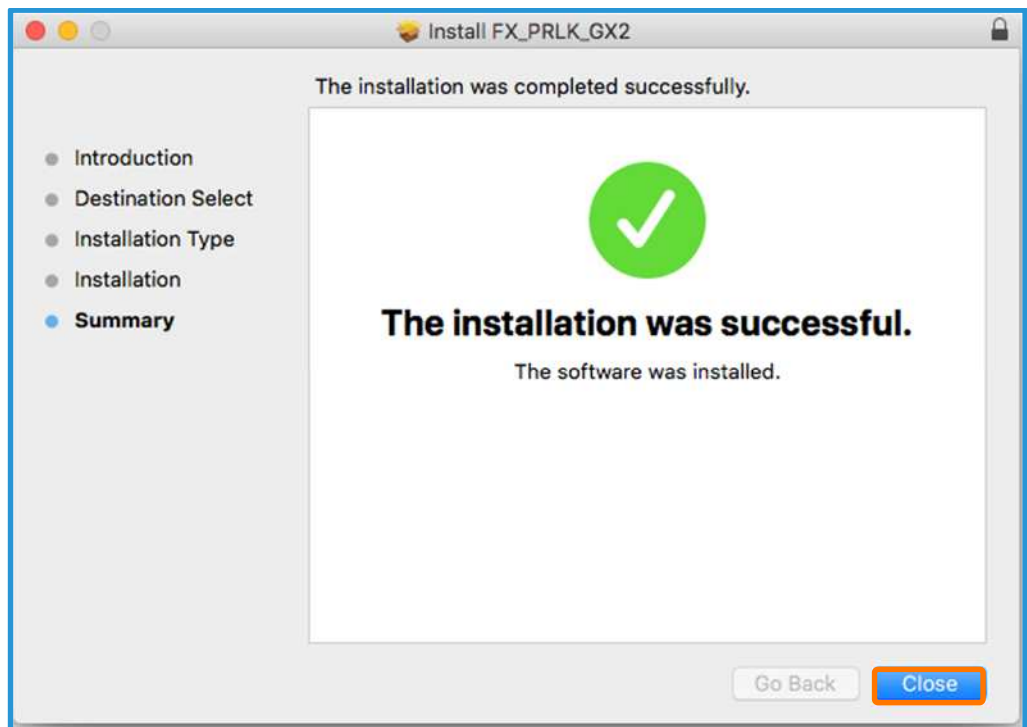 Install FX_PRLK_GX2
The installation was completed successfully.
Introduction
Destination Select
Installation Type
Installation
Summary
The installation was successful.
The software was installed.
Go Back
Close